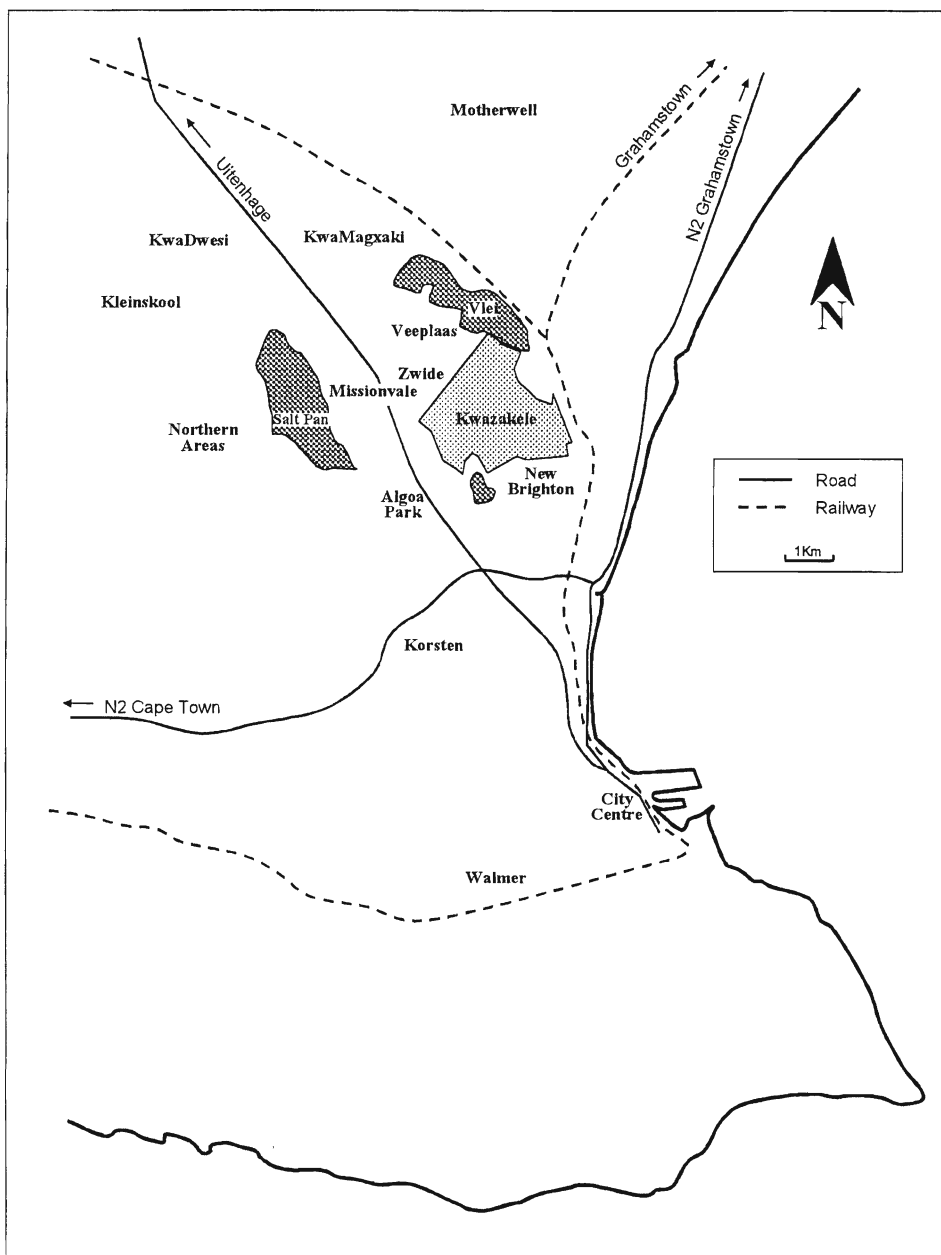 Motherwell
Grahamstown
N2 Grahamstown
Uitenhage
KwaDwesi
KwaMagxaki
Kleinskool
N
Vlei
Veeplaas
Zwide
Missionvale
Salt Pan
Kwazakele
Northern
Areas
New
Brighton
Algoa
Park
Road
Railway
1Km
Korsten
N2 Cape Town
City
Centre
Walmer